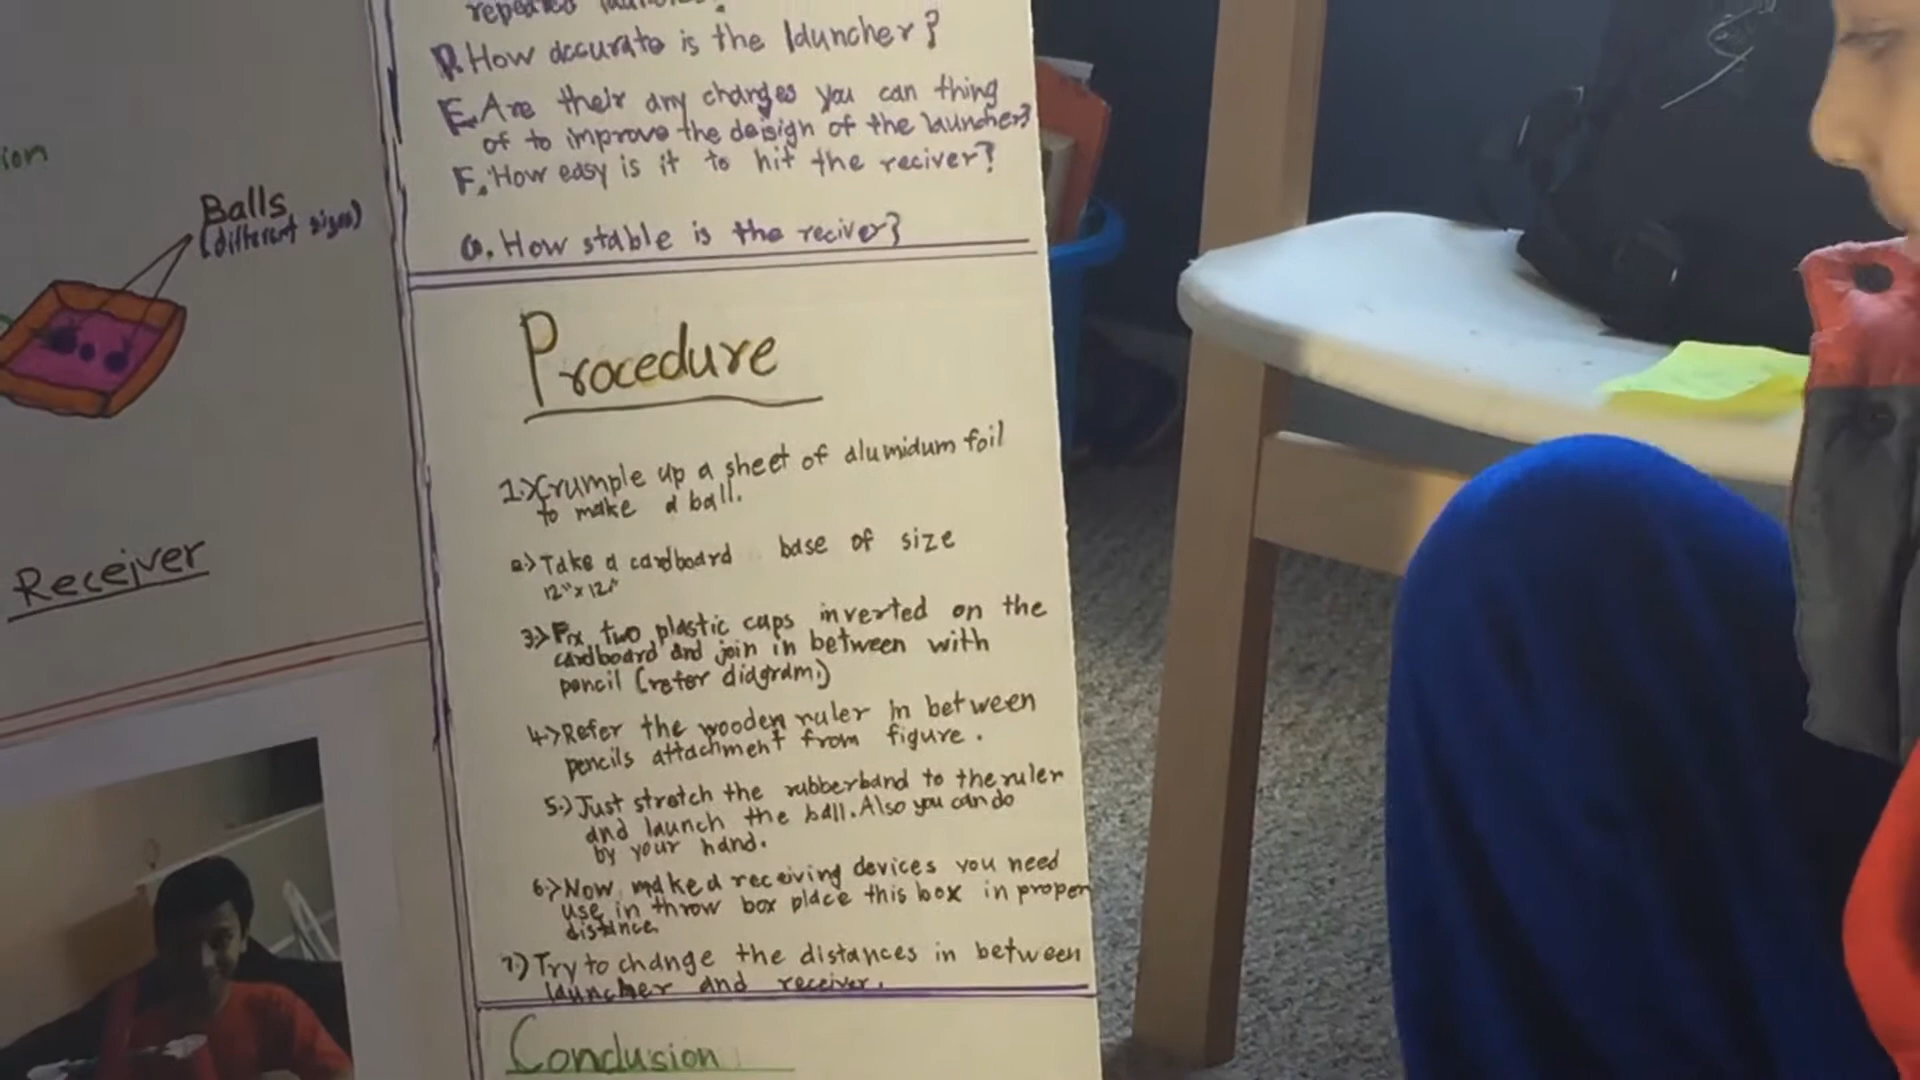 repeated
D. How accurate is the launcher?
E. Are their any changes you can thing
of to improve the deisign of the launcher?
F. How easy is it to hit the reciver?
G. How stable is the reciver?
ion
Balls
(different sizes)
Receiver
Procedure
1.> Crumple up a sheet of alumidum foil
to make a ball.
2.> Take a cardboard base of size
12"x12"
3.> Fix two plastic cups inverted on the
cardboard and join in between with
pencil (refer diagram.)
4.> Refer the wooden ruler in between
pencils attachment from figure.
5.> Just stretch the rubberband to the ruler
and launch the ball. Also you can do
by your hand.
6.> Now make a receiving devices you need
use in throw box place this box in proper
distance.
7.) Try to change the distances in between
launcher and receiver.
Conclusion